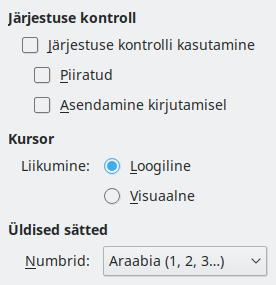 Järjestuse kontroll
Järjestuse kontrolli kasutamine
Piiratud
Asendamine kirjutamisel
Kursor
Liikumine: Loogiline
Visuaalne
Üldised sätted
Numbrid: Araabia (1, 2, 3...)